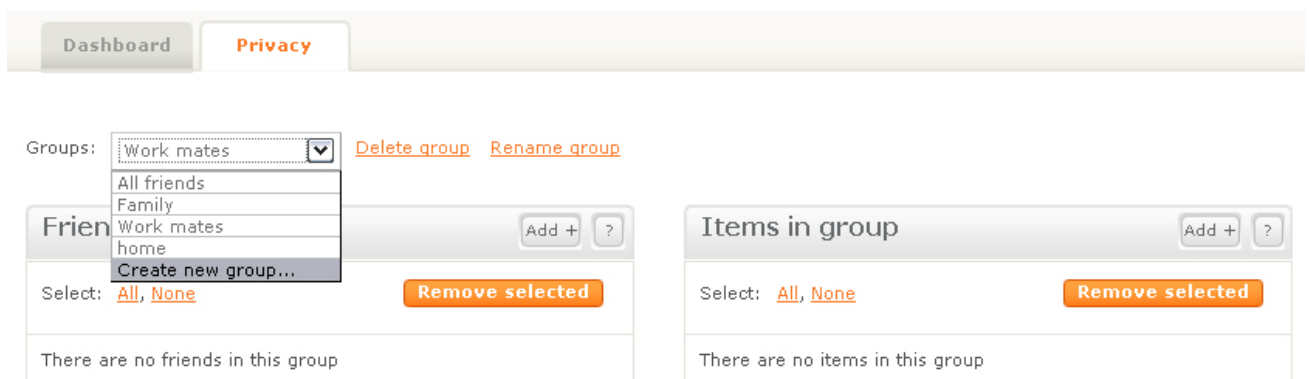 Dashboard Privacy
Groups: Work mates Delete group Rename group
All friends
Family
Work mates
home
Create new group...
Frien Add + ? Items in group Add + ?
Select: All, None Remove selected Select: All, None Remove selected
There are no friends in this group There are no items in this group